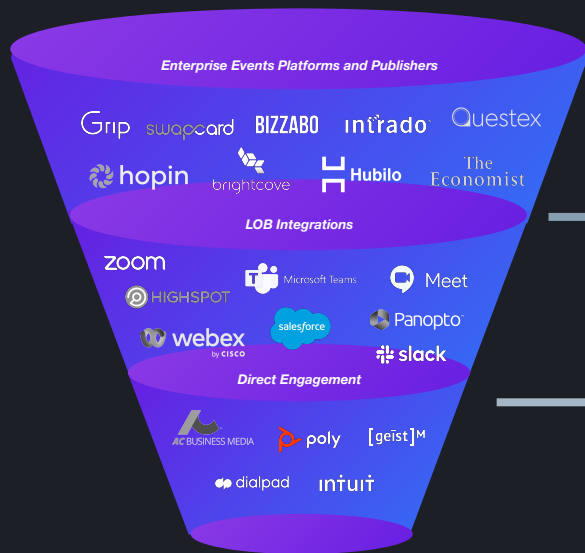 Enterprise Events Platforms and Publishers
Grip swapcard BIZZABO intrado Questex
hopin brightcove Hubilo The Economist
LOB Integrations
zoom Microsoft Teams Meet
HIGHSPOT
salesforce Panopto
webex by CISCO
slack
Direct Engagement
AC BUSINESS MEDIA poly [geist]M
dialpad intuit